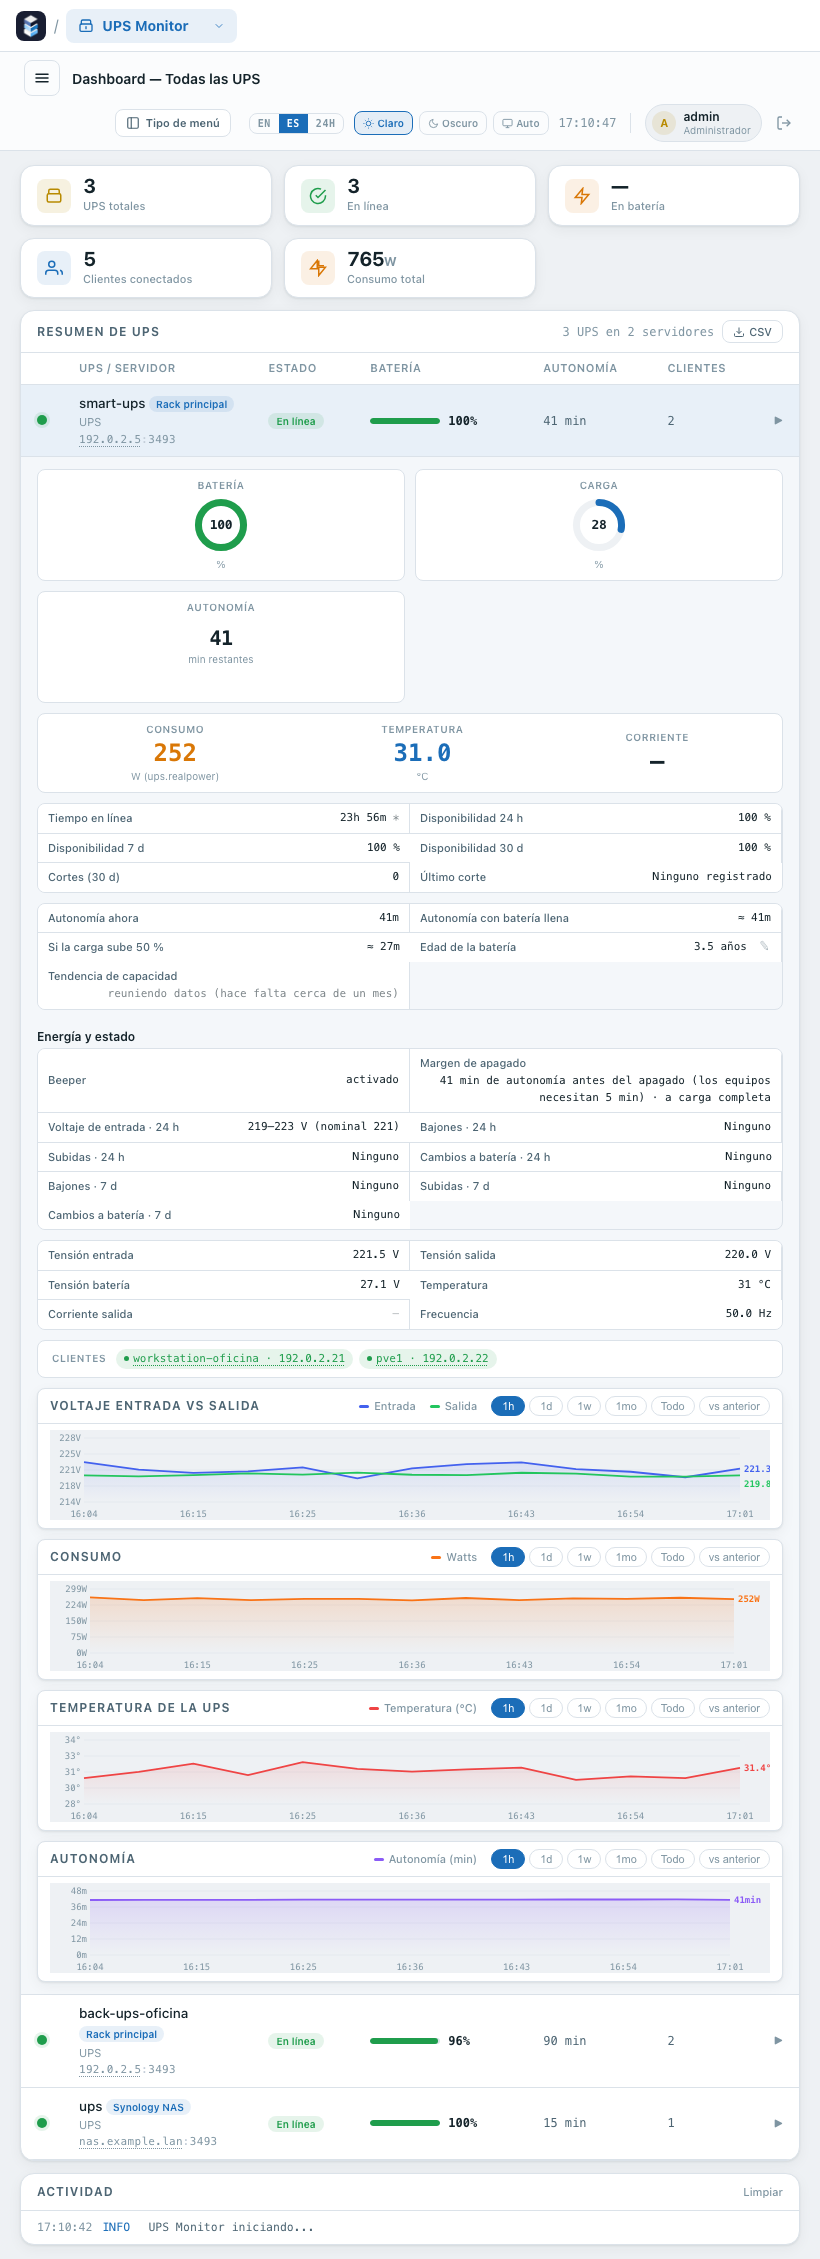 / UPS Monitor
Dashboard — Todas las UPS
Tipo de menú EN ES 24H Claro Oscuro Auto 17:10:47 A admin
Administrador
3
UPS totales
3
En línea
—
En batería
5
Clientes conectados
765W
Consumo total
RESUMEN DE UPS 3 UPS en 2 servidores CSV
UPS / SERVIDOR ESTADO BATERÍA AUTONOMÍA CLIENTES
smart-ups Rack principal
UPS
192.0.2.5:3493
En línea 100% 41 min 2
BATERÍA
100
%
CARGA
28
%
AUTONOMÍA
41
min restantes
CONSUMO
252
W (ups.realpower)
TEMPERATURA
31.0
°C
CORRIENTE
—
Tiempo en línea 23h 56m *
Disponibilidad 24 h 100 %
Disponibilidad 7 d 100 %
Disponibilidad 30 d 100 %
Cortes (30 d) 0
Último corte Ninguno registrado
Autonomía ahora 41m
Autonomía con batería llena ≈ 41m
Si la carga sube 50 % ≈ 27m
Edad de la batería 3.5 años
Tendencia de capacidad
reuniendo datos (hace falta cerca de un mes)
Energía y estado
Beeper activado
Margen de apagado
41 min de autonomía antes del apagado (los equipos
necesitan 5 min) · a carga completa
Voltaje de entrada · 24 h 219–223 V (nominal 221)
Bajones · 24 h Ninguno
Subidas · 24 h Ninguno
Cambios a batería · 24 h Ninguno
Bajones · 7 d Ninguno
Subidas · 7 d Ninguno
Cambios a batería · 7 d Ninguno
Tensión entrada 221.5 V
Tensión salida 220.0 V
Tensión batería 27.1 V
Temperatura 31 °C
Corriente salida —
Frecuencia 50.0 Hz
CLIENTES workstation-oficina · 192.0.2.21 pve1 · 192.0.2.22
VOLTAJE ENTRADA VS SALIDA Entrada Salida 1h 1d 1w 1mo Todo vs anterior
228V
225V
221V
218V
214V
221.3
219.8
16:04 16:15 16:25 16:36 16:43 16:54 17:01
CONSUMO Watts 1h 1d 1w 1mo Todo vs anterior
299W
224W
150W
75W
0W
252W
16:04 16:15 16:25 16:36 16:43 16:54 17:01
TEMPERATURA DE LA UPS Temperatura (°C) 1h 1d 1w 1mo Todo vs anterior
34°
33°
31°
30°
28°
31.4°
16:04 16:15 16:25 16:36 16:43 16:54 17:01
AUTONOMÍA Autonomía (min) 1h 1d 1w 1mo Todo vs anterior
48m
36m
24m
12m
0m
41min
16:04 16:15 16:25 16:36 16:43 16:54 17:01
back-ups-oficina
Rack principal
UPS
192.0.2.5:3493
En línea 96% 90 min 2
ups Synology NAS
UPS
nas.example.lan:3493
En línea 100% 15 min 1
ACTIVIDAD Limpiar
17:10:42 INFO UPS Monitor iniciando...